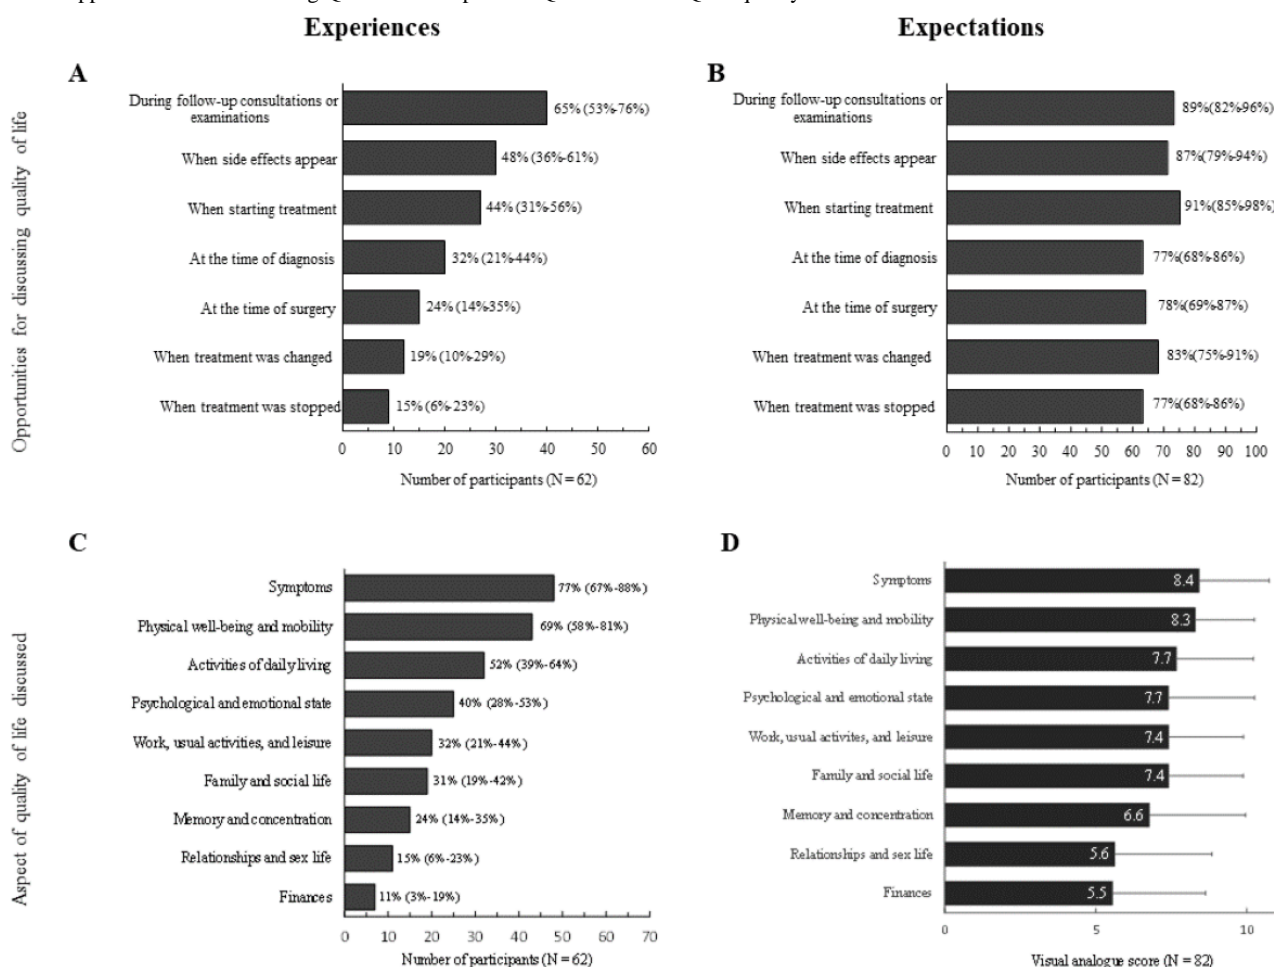 Experiences
Expectations
A
Opportunities for discussing quality of life
During follow-up consultations or
examinations
65% (53%-76%)
When side effects appear
48% (36%-61%)
When starting treatment
44% (31%-56%)
At the time of diagnosis
32% (21%-44%)
At the time of surgery
24% (14%-35%)
When treatment was changed
19% (10%-29%)
When treatment was stopped
15% (6%-23%)
0 10 20 30 40 50 60
Number of participants (N = 62)
B
During follow-up consultations or
examinations
89%(82%-96%)
When side effects appear
87%(79%-94%)
When starting treatment
91%(85%-98%)
At the time of diagnosis
77%(68%-86%)
At the time of surgery
78%(69%-87%)
When treatment was changed
83%(75%-91%)
When treatment was stopped
77%(68%-86%)
0 10 20 30 40 50 60 70 80 90 100
Number of participants (N = 82)
C
Aspect of quality of life discussed
Symptoms
77% (67%-88%)
Physical well-being and mobility
69% (58%-81%)
Activities of daily living
52% (39%-64%)
Psychological and emotional state
40% (28%-53%)
Work, usual activities, and leisure
32% (21%-44%)
Family and social life
31% (19%-42%)
Memory and concentration
24% (14%-35%)
Relationships and sex life
15% (6%-23%)
Finances
11% (3%-19%)
0 10 20 30 40 50 60 70
Number of participants (N = 62)
D
Symptoms
8.4
Physical well-being and mobility
8.3
Activities of daily living
7.7
Psychological and emotional state
7.7
Work, usual activites, and leisure
7.4
Family and social life
7.4
Memory and concentration
6.6
Relationships and sex life
5.6
Finances
5.5
0 5 10
Visual analogue score (N = 82)